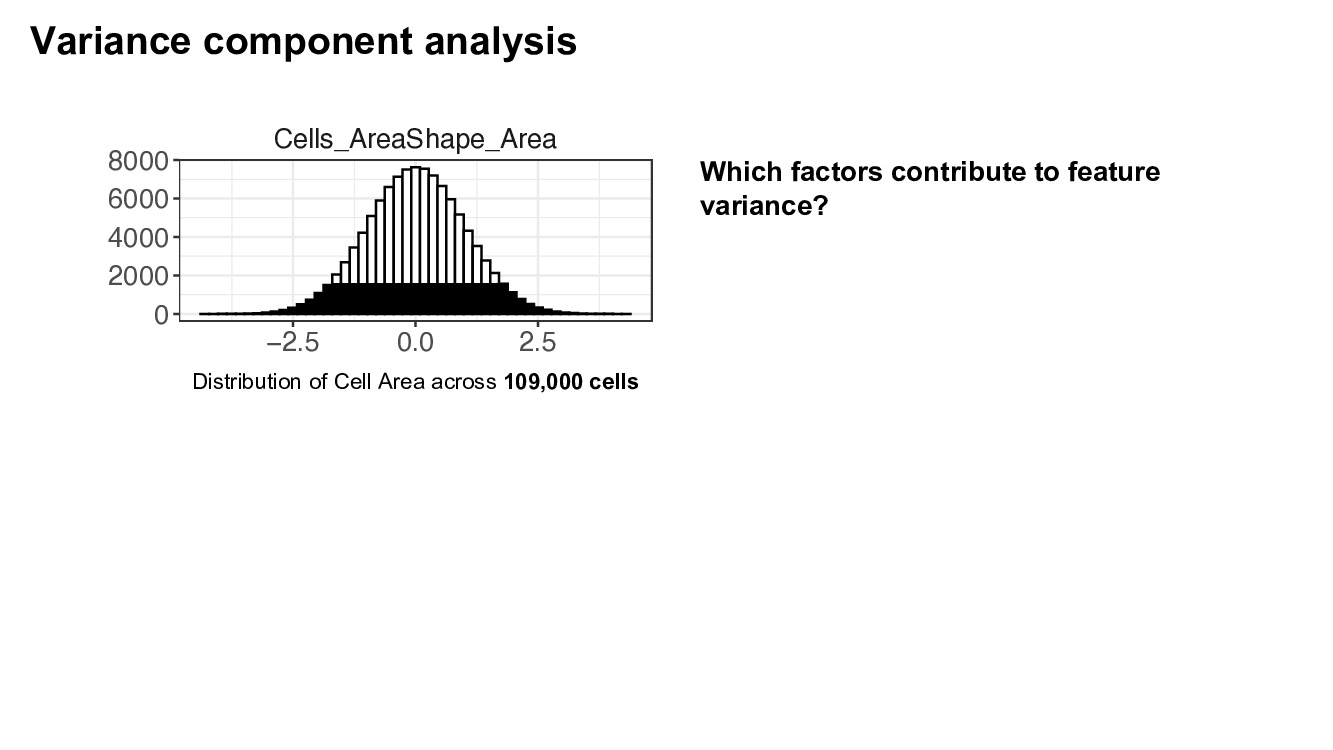 Variance component analysis
Cells_AreaShape_Area
8000
6000
4000
2000
0
−2.5 0.0 2.5
Distribution of Cell Area across 109,000 cells
Which factors contribute to feature
variance?